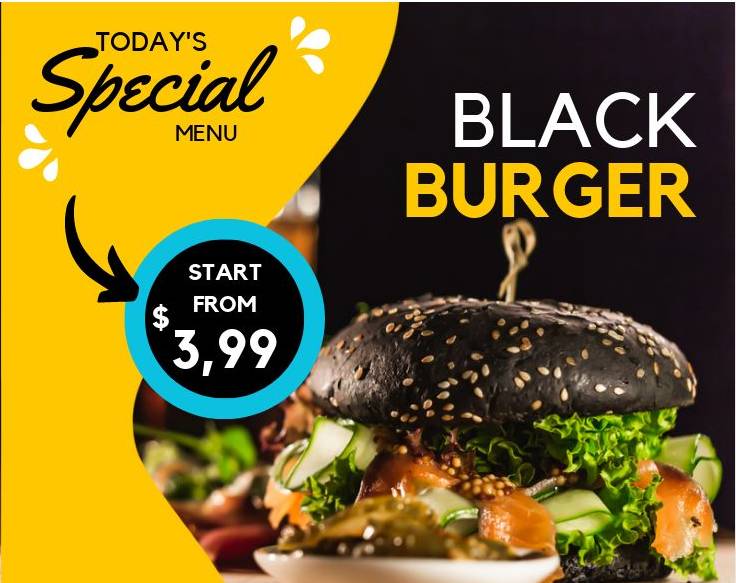 TODAY'S
Special
MENU
BLACK
BURGER
START
FROM
$ 3,99